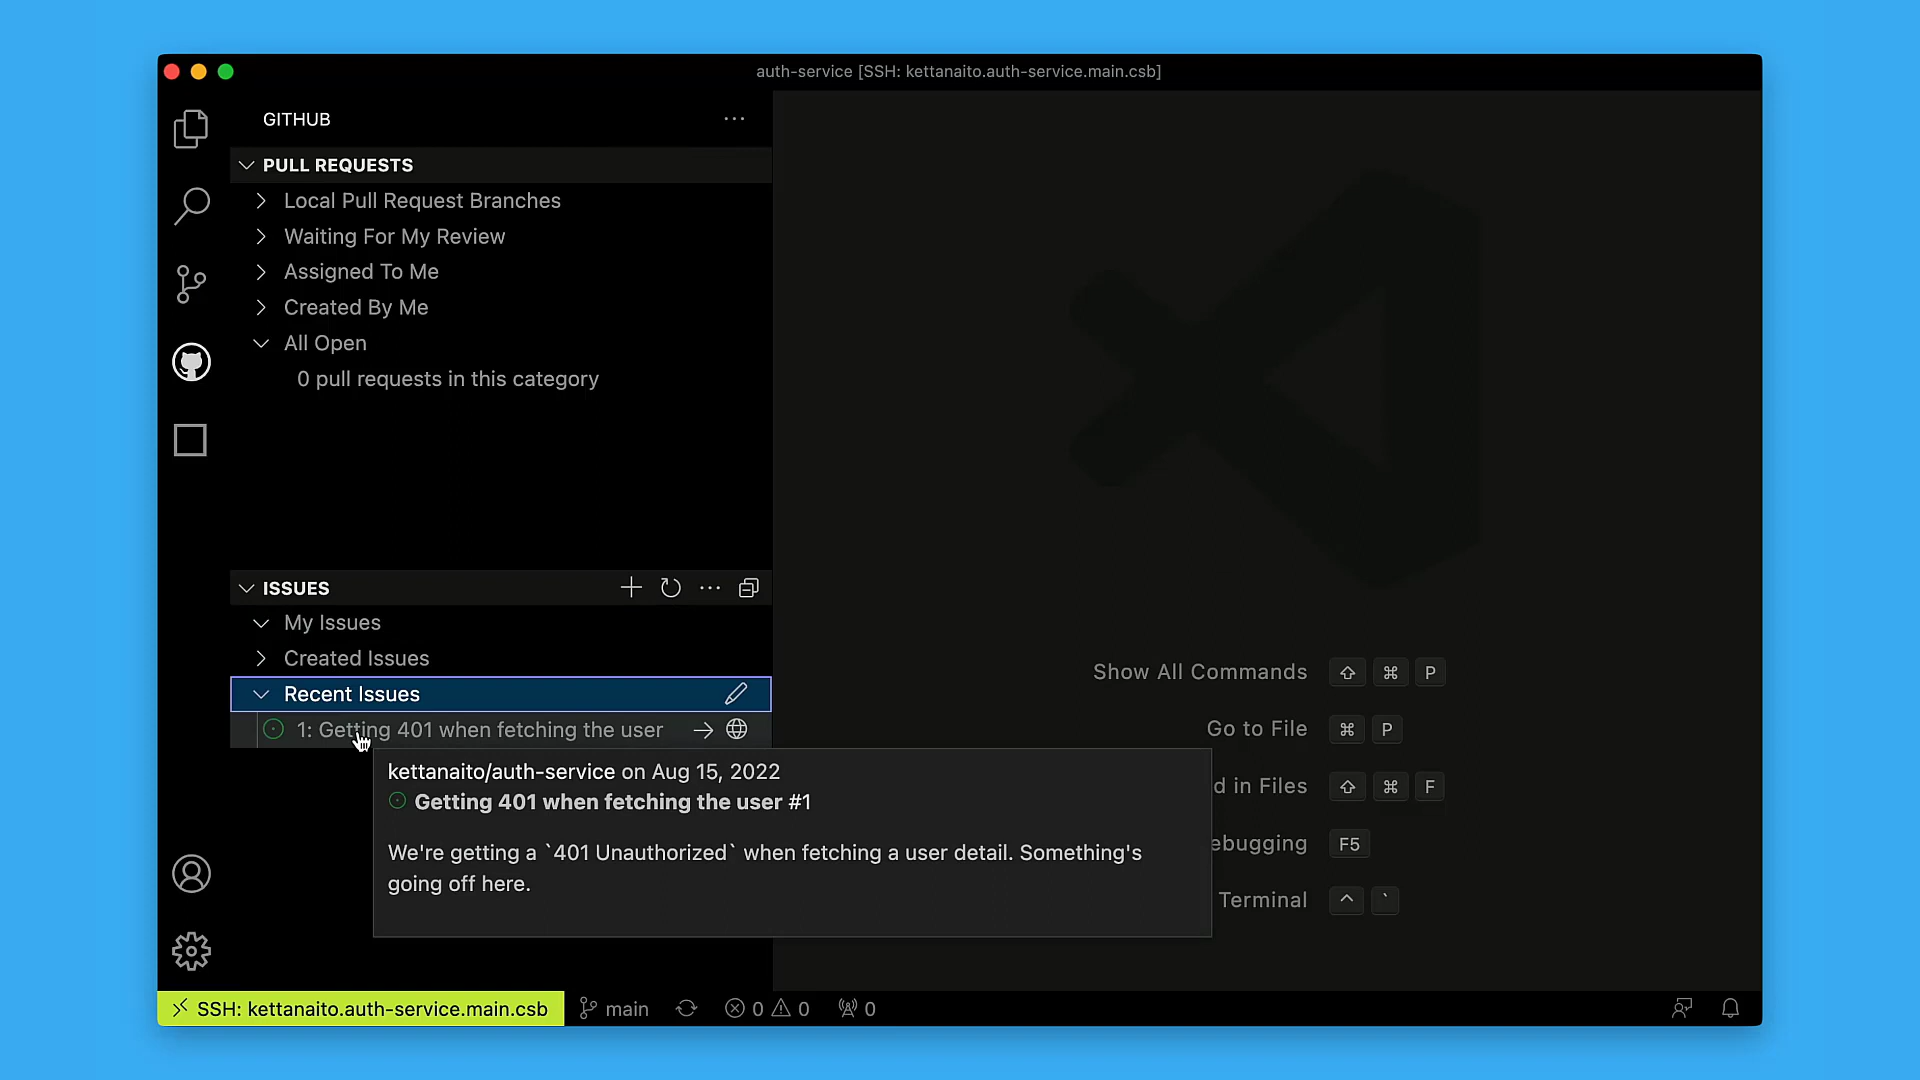 auth-service [SSH: kettanaito.auth-service.main.csb]
GITHUB
PULL REQUESTS
Local Pull Request Branches
Waiting For My Review
Assigned To Me
Created By Me
All Open
0 pull requests in this category
ISSUES
My Issues
Created Issues
Recent Issues
1: Getting 401 when fetching the user
kettanaito/auth-service on Aug 15, 2022
Getting 401 when fetching the user #1
We're getting a `401 Unauthorized` when fetching a user detail. Something's
going off here.
Show All Commands ⇧ ⌘ P
Go to File ⌘ P
d in Files ⇧ ⌘ F
ebugging F5
Terminal ^ `
SSH: kettanaito.auth-service.main.csb main 0 0 0